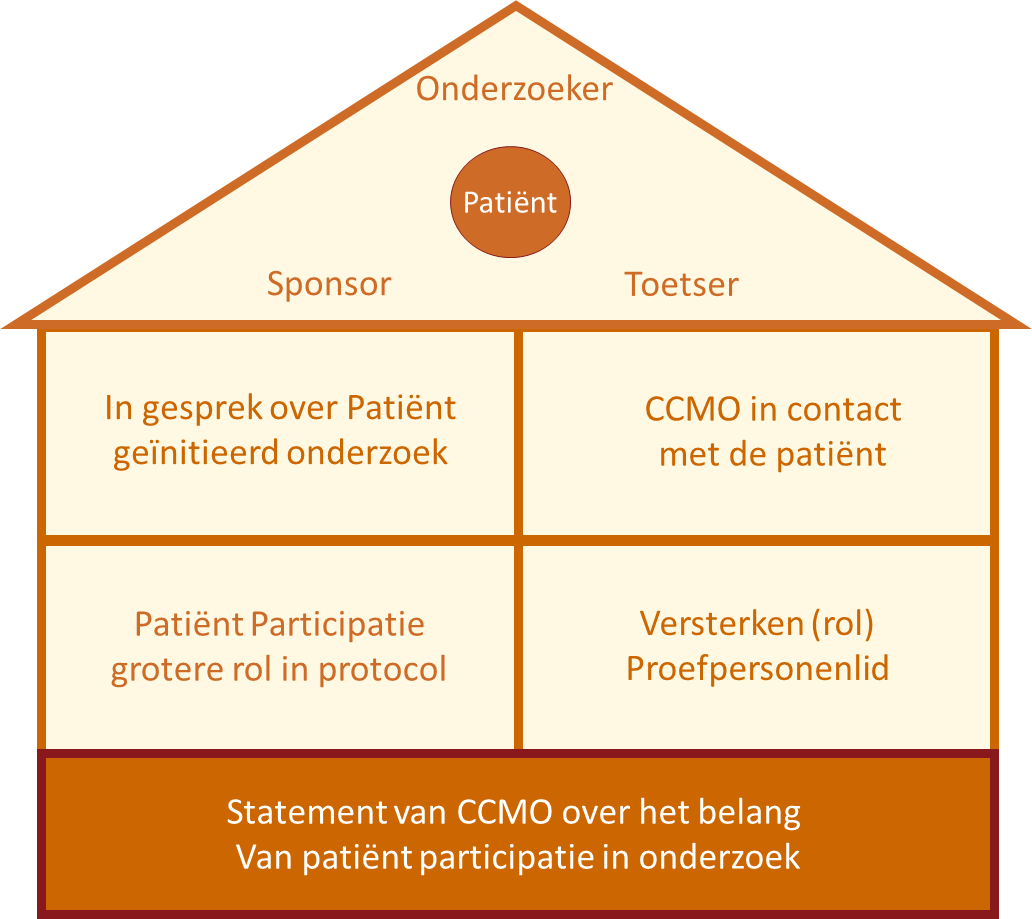 Onderzoeker
Patiënt
Sponsor
Toetser
In gesprek over Patiënt
geïnitieerd onderzoek
CCMO in contact
met de patiënt
Patiënt Participatie
grotere rol in protocol
Versterken (rol)
Proefpersonenlid
Statement van CCMO over het belang
Van patiënt participatie in onderzoek